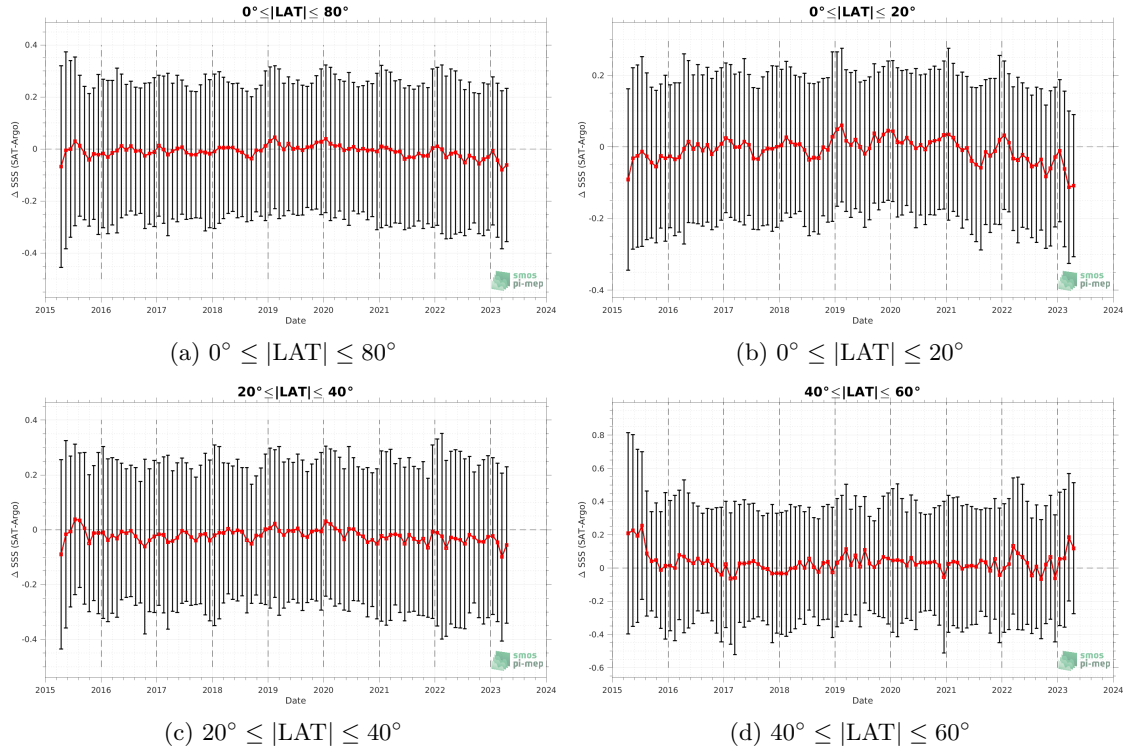 0°≤|LAT|≤ 80°
Δ SSS (SAT-Argo)
0.4
0.2
0
-0.2
-0.4
2015 2016 2017 2018 2019 2020 2021 2022 2023 2024
Date
smos
pi-mep
(a) 0° ≤ |LAT| ≤ 80°
0°≤|LAT|≤ 20°
Δ SSS (SAT-Argo)
0.2
0
-0.2
-0.4
2015 2016 2017 2018 2019 2020 2021 2022 2023 2024
Date
smos
pi-mep
(b) 0° ≤ |LAT| ≤ 20°
20°≤|LAT|≤ 40°
Δ SSS (SAT-Argo)
0.4
0.2
0
-0.2
-0.4
2015 2016 2017 2018 2019 2020 2021 2022 2023 2024
Date
smos
pi-mep
(c) 20° ≤ |LAT| ≤ 40°
40°≤|LAT|≤ 60°
Δ SSS (SAT-Argo)
0.8
0.6
0.4
0.2
0
-0.2
-0.4
-0.6
2015 2016 2017 2018 2019 2020 2021 2022 2023 2024
Date
smos
pi-mep
(d) 40° ≤ |LAT| ≤ 60°